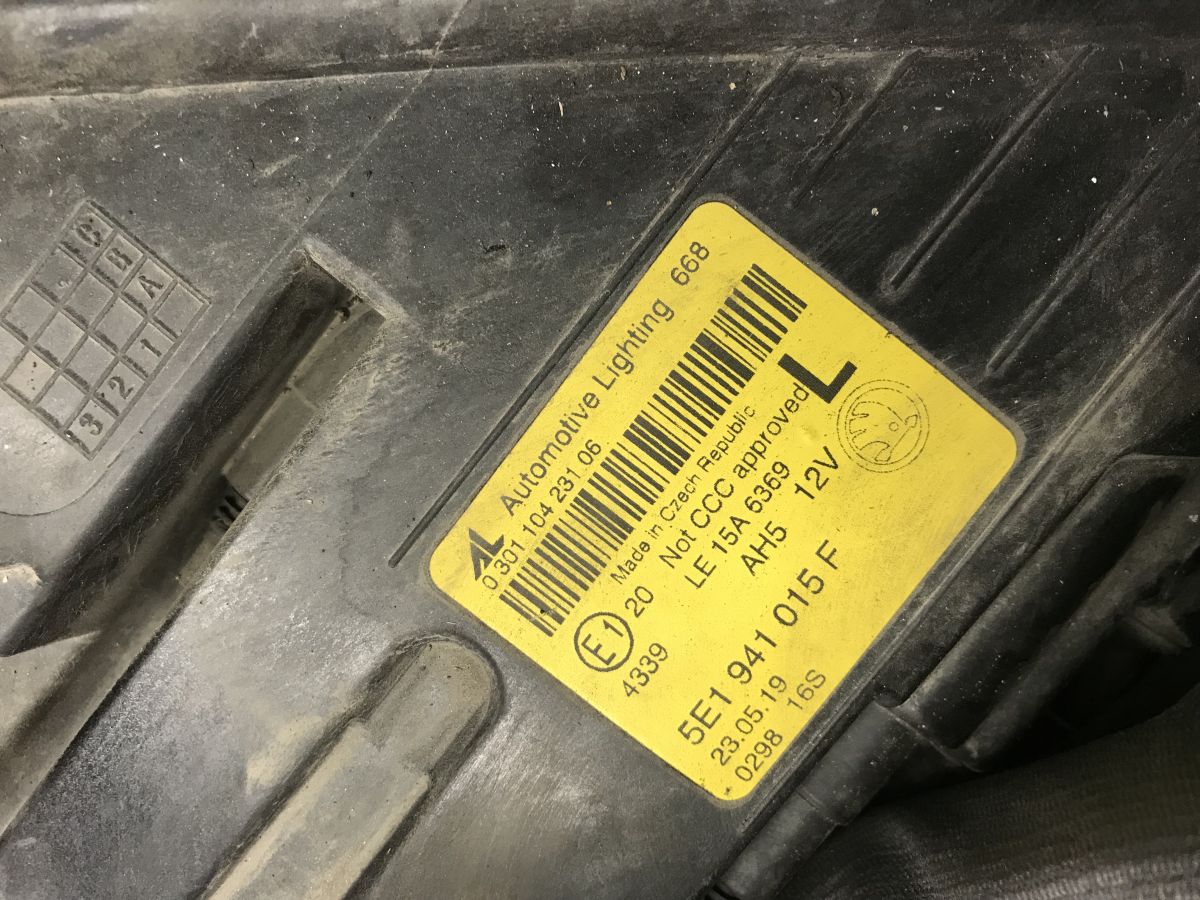 C
B
A
1
2
3
AL Automotive Lighting 668
0 301 104 231 06
Made in Czech Republic
L
E1 20 Not CCC approved
4339 LE 15A 6369
AH5 12V
5E1 941 015 F
23.05.19
0298 16S